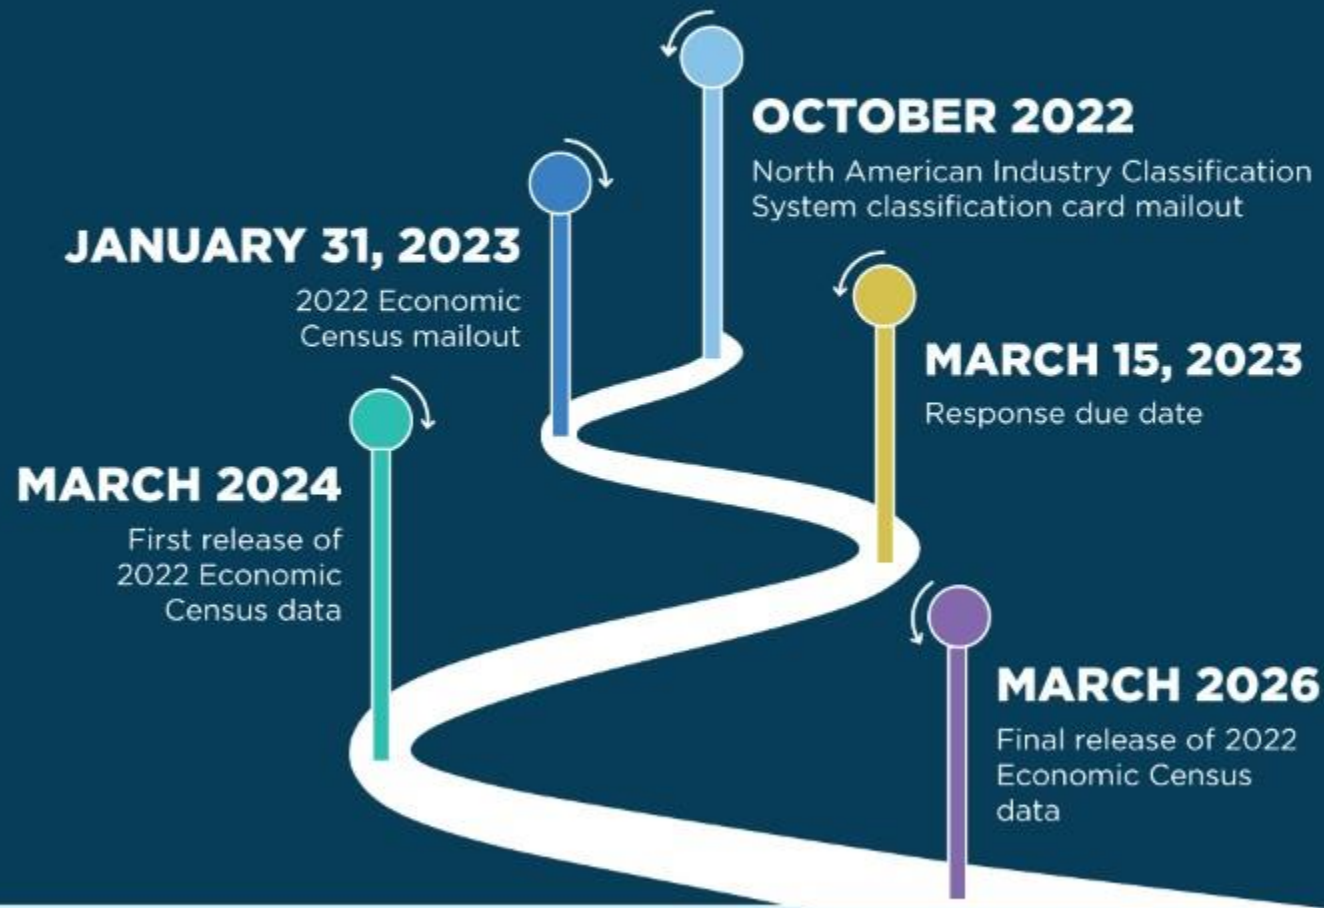 OCTOBER 2022
North American Industry Classification
System classification card mailout
JANUARY 31, 2023
2022 Economic
Census mailout
MARCH 15, 2023
Response due date
MARCH 2024
First release of
2022 Economic
Census data
MARCH 2026
Final release of 2022
Economic Census
data